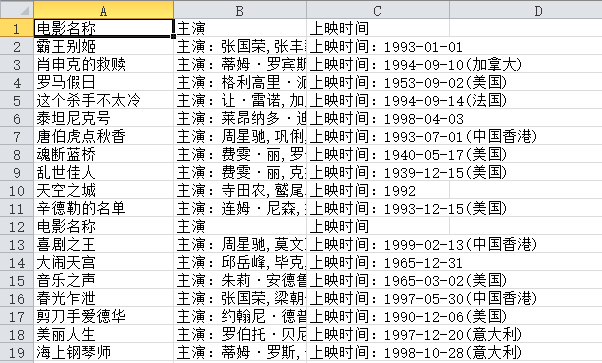 A B C D
1 电影名称 主演 上映时间
2 霸王别姬 主演：张国荣,张丰 上映时间：1993-01-01
3 肖申克的救赎 主演：蒂姆·罗宾斯 上映时间：1994-09-10(加拿大)
4 罗马假日 主演：格利高里·派 上映时间：1953-09-02(美国)
5 这个杀手不太冷 主演：让·雷诺,加 上映时间：1994-09-14(法国)
6 泰坦尼克号 主演：莱昂纳多·迪 上映时间：1998-04-03
7 唐伯虎点秋香 主演：周星驰,巩俐, 上映时间：1993-07-01(中国香港)
8 魂断蓝桥 主演：费雯·丽,罗 上映时间：1940-05-17(美国)
9 乱世佳人 主演：费雯·丽,克 上映时间：1939-12-15(美国)
10 天空之城 主演：寺田农,鹫尾 上映时间：1992
11 辛德勒的名单 主演：连姆·尼森, 上映时间：1993-12-15(美国)
12 电影名称 主演 上映时间
13 喜剧之王 主演：周星驰,莫文 上映时间：1999-02-13(中国香港)
14 大闹天宫 主演：邱岳峰,毕克, 上映时间：1965-12-31
15 音乐之声 主演：朱莉·安德鲁 上映时间：1965-03-02(美国)
16 春光乍泄 主演：张国荣,梁朝 上映时间：1997-05-30(中国香港)
17 剪刀手爱德华 主演：约翰尼·德普 上映时间：1990-12-06(美国)
18 美丽人生 主演：罗伯托·贝尼 上映时间：1997-12-20(意大利)
19 海上钢琴师 主演：蒂姆·罗斯, 上映时间：1998-10-28(意大利)